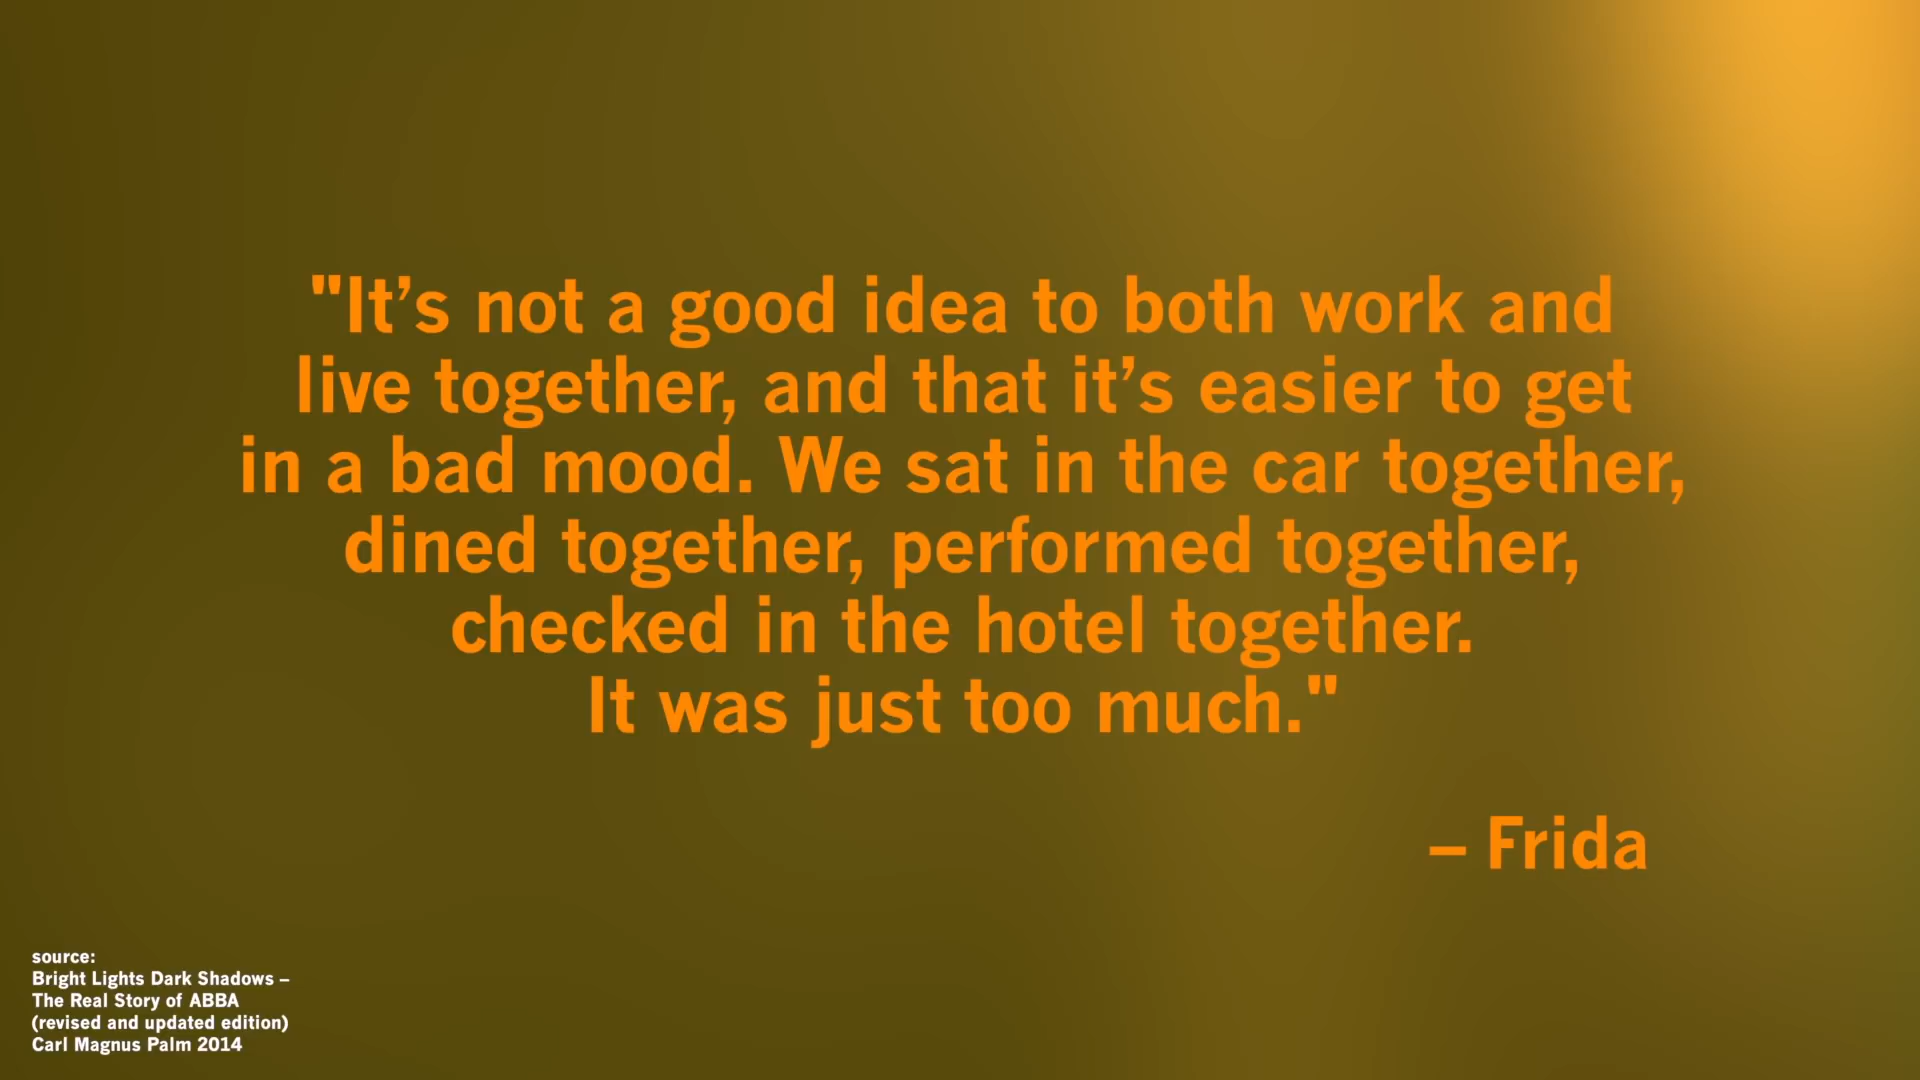 "It’s not a good idea to both work and
live together, and that it’s easier to get
in a bad mood. We sat in the car together,
dined together, performed together,
checked in the hotel together.
It was just too much."
– Frida
source:
Bright Lights Dark Shadows –
The Real Story of ABBA
(revised and updated edition)
Carl Magnus Palm 2014